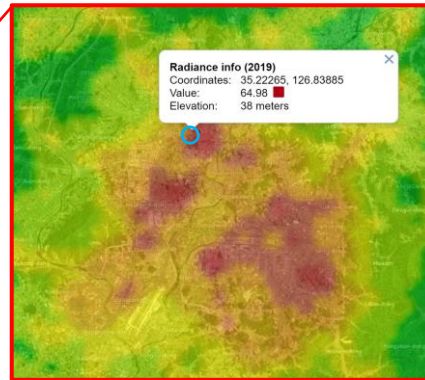 Radiance info (2019)
Coordinates: 35.22265, 126.83885
Value: 64.98
Elevation: 38 meters